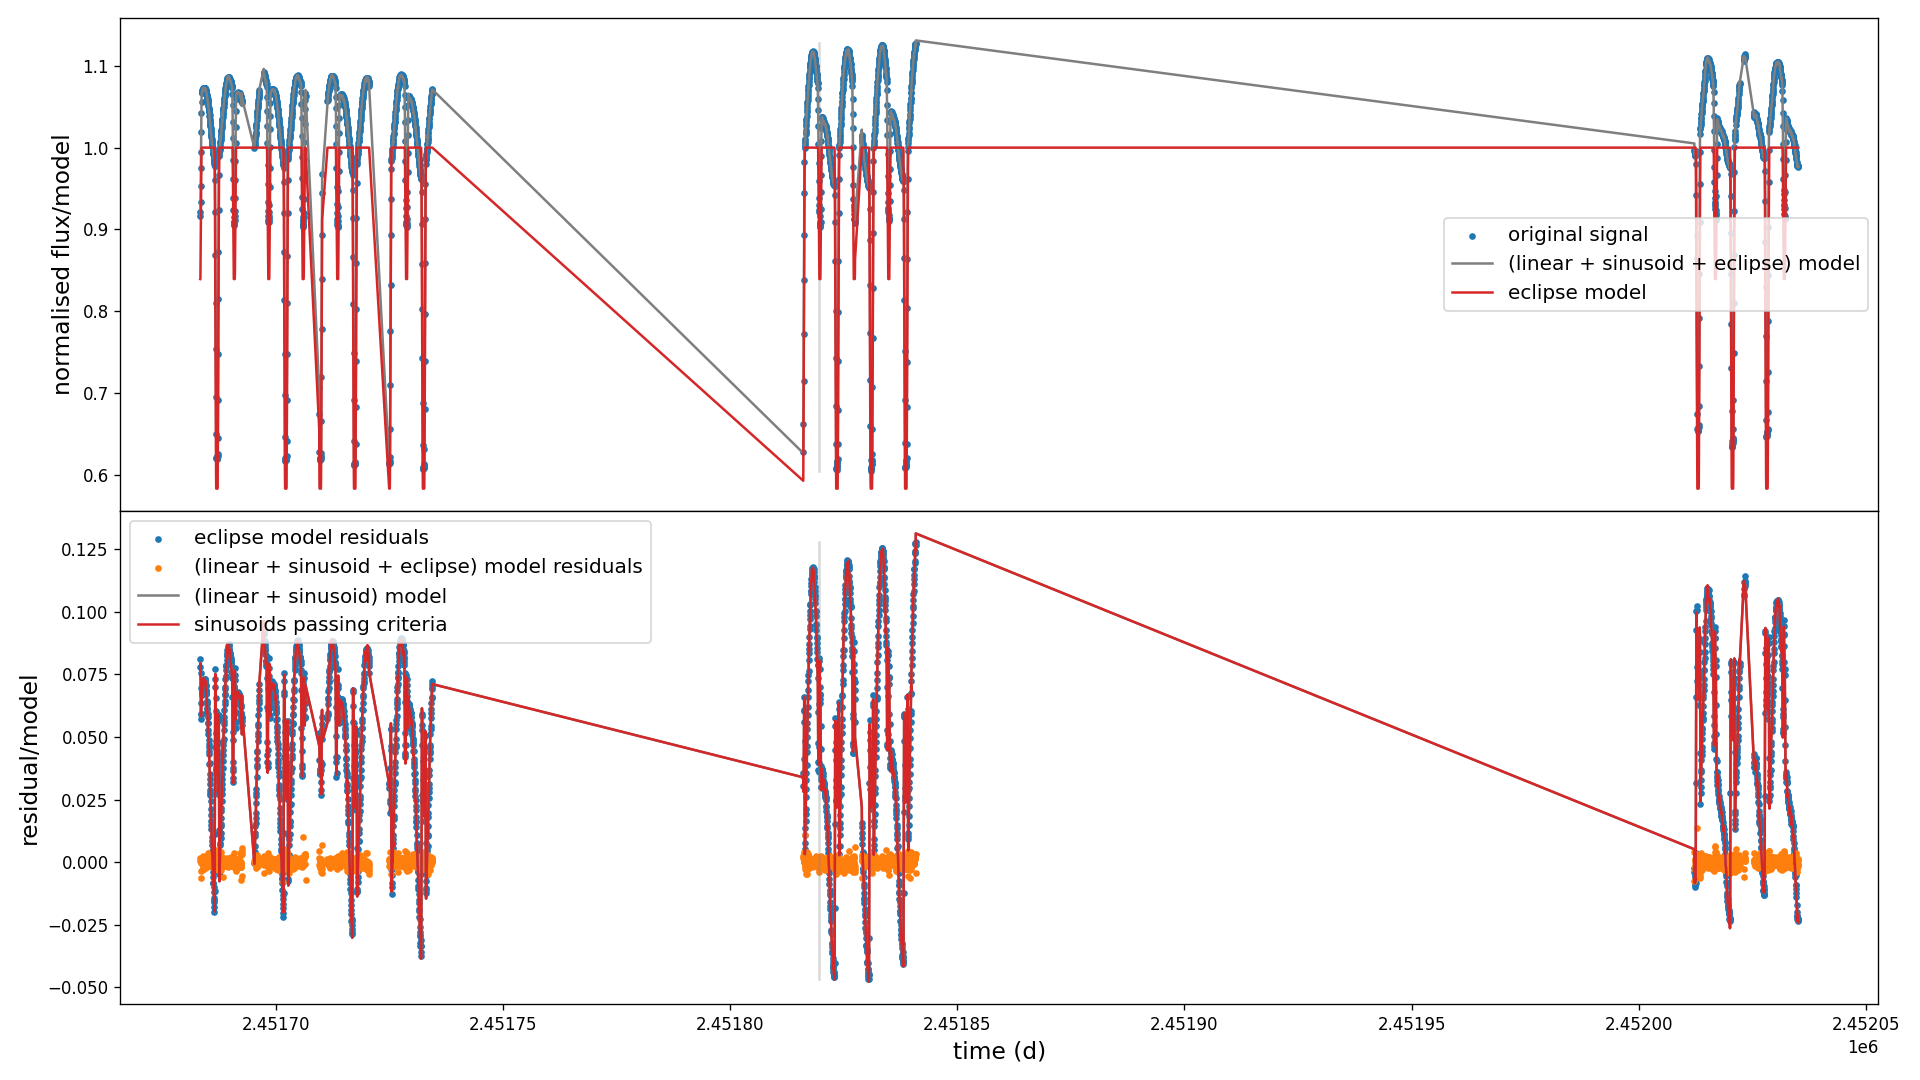 1.1
1.0
0.9
0.8
0.7
0.6
normalised flux/model
original signal
(linear + sinusoid + eclipse) model
eclipse model
eclipse model residuals
(linear + sinusoid + eclipse) model residuals
(linear + sinusoid) model
sinusoids passing criteria
0.125
0.100
0.075
0.050
0.025
0.000
−0.025
−0.050
residual/model
2.45170
2.45175
2.45180
2.45185
2.45190
2.45195
2.45200
2.45205
1e6
time (d)